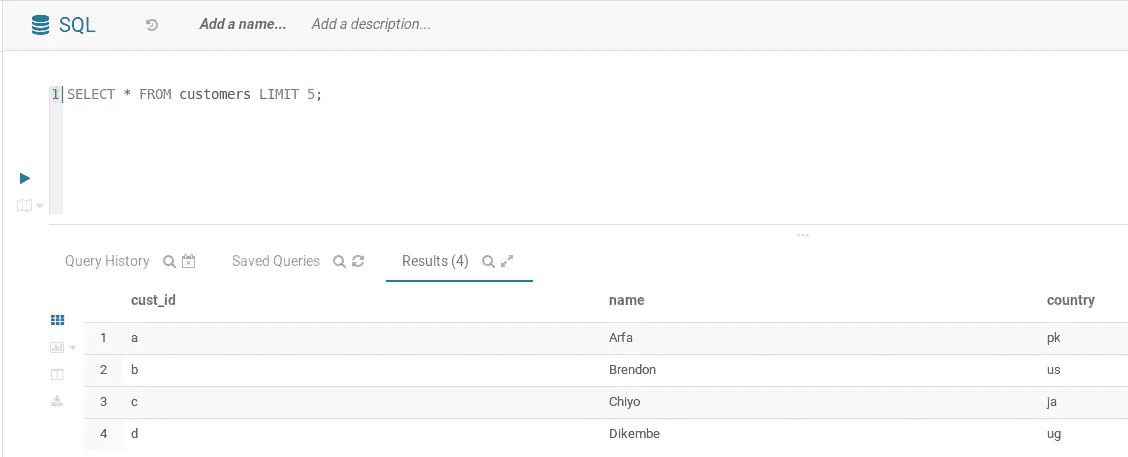 SQL Add a name... Add a description...
1 SELECT * FROM customers LIMIT 5;
Query History Saved Queries Results (4)
cust_id name country
1 a Arfa pk
2 b Brendon us
3 c Chiyo ja
4 d Dikembe ug